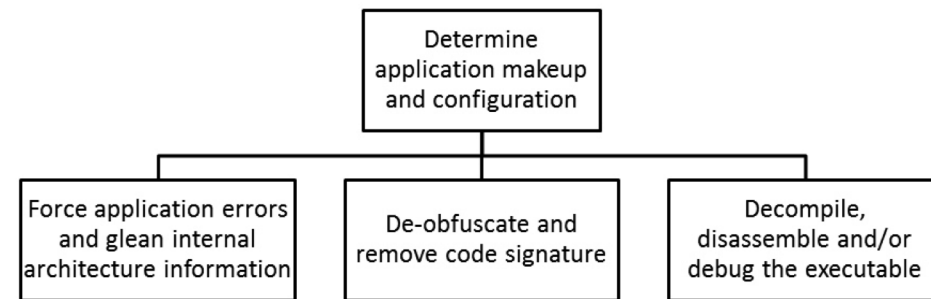 Determine
application makeup
and configuration
Force application errors
and glean internal
architecture information
De-obfuscate and
remove code signature
Decompile,
disassemble and/or
debug the executable